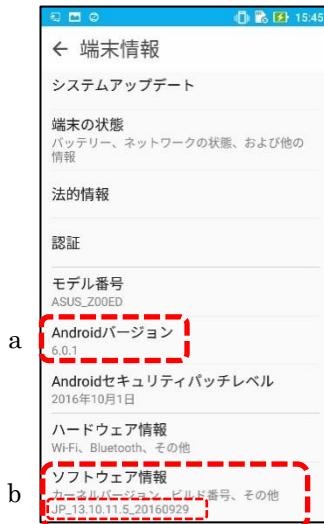 15:45
← 端末情報
システムアップデート
端末の状態
バッテリー、ネットワークの状態、および他の
情報
法的情報
認証
モデル番号
ASUS_Z00ED
a
Androidバージョン
6.0.1
Androidセキュリティパッチレベル
2016年10月1日
ハードウェア情報
Wi-Fi、Bluetooth、その他
b
ソフトウェア情報
カーネルバージョン、ビルド番号、その他
JP_13.10.11.5_20160929